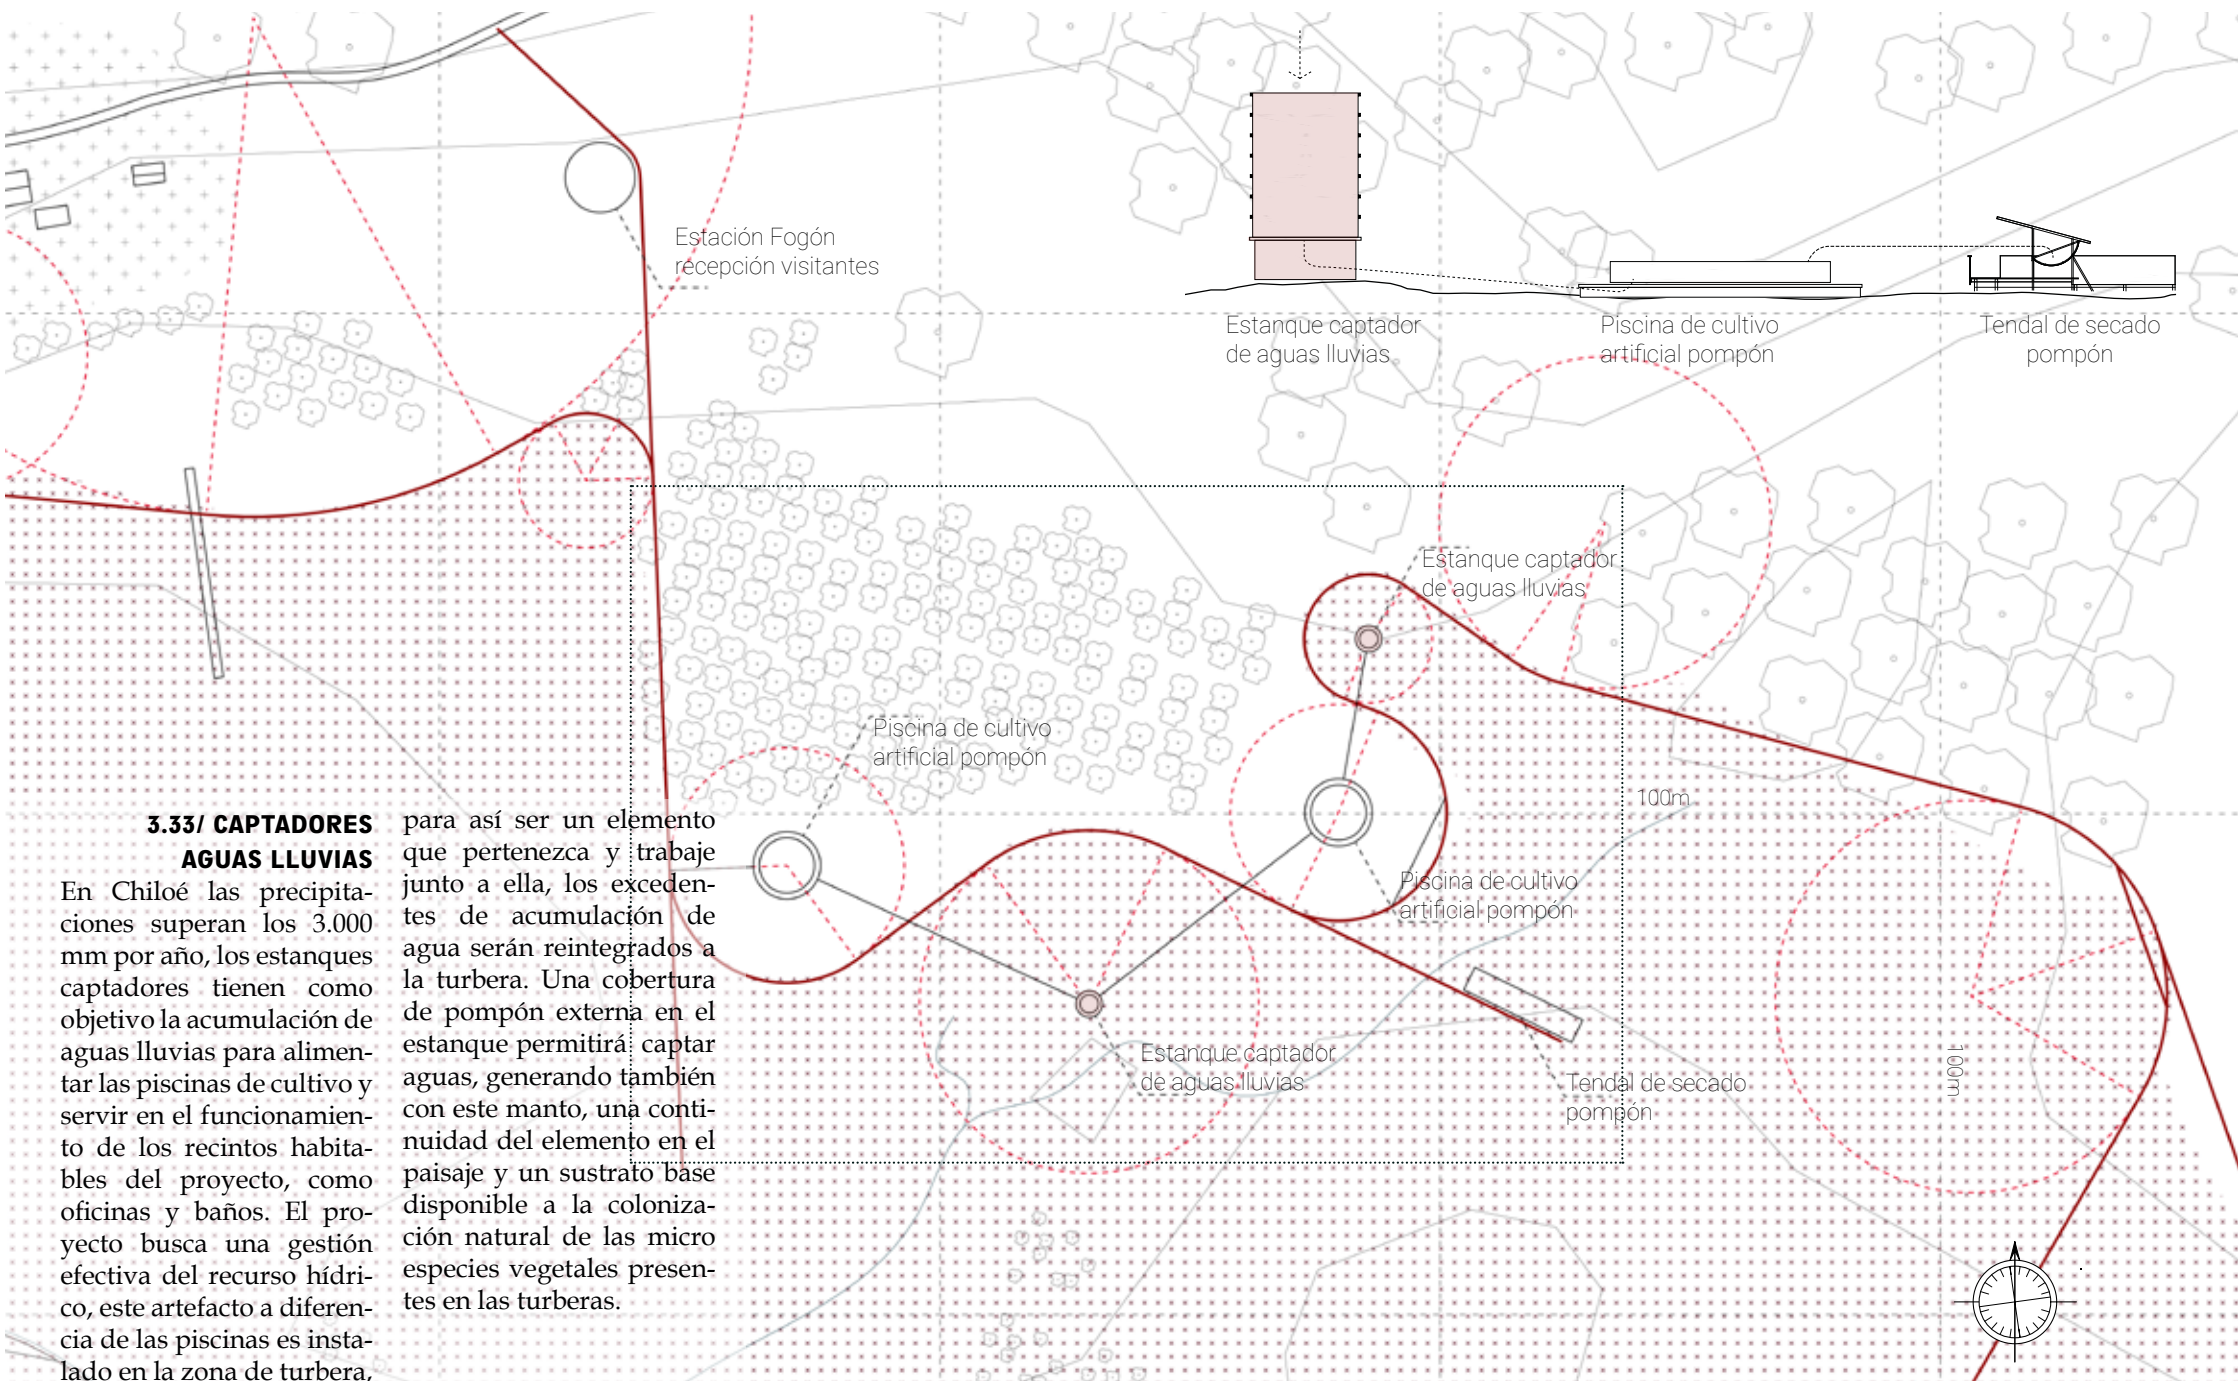 Estación Fogón
recepción visitantes
Estanque captador
de aguas lluvias
Piscina de cultivo
artificial pompón
Tendal de secado
pompón
Estanque captador
de aguas lluvias
Piscina de cultivo
artificial pompón
100m
Piscina de cultivo
artificial pompón
Estanque captador
de aguas lluvias
Tendal de secado
pompón
100m
3.33/ CAPTADORES
AGUAS LLUVIAS
En Chiloé las precipita-
ciones superan los 3.000
mm por año, los estanques
captadores tienen como
objetivo la acumulación de
aguas lluvias para alimen-
tar las piscinas de cultivo y
servir en el funcionamien-
to de los recintos habita-
bles del proyecto, como
oficinas y baños. El pro-
yecto busca una gestión
efectiva del recurso hídri-
co, este artefacto a diferen-
cia de las piscinas es insta-
lado en la zona de turbera,
para así ser un elemento
que pertenezca y trabaje
junto a ella, los exceden-
tes de acumulación de
agua serán reintegrados a
la turbera. Una cobertura
de pompón externa en el
estanque permitirá captar
aguas, generando también
con este manto, una conti-
nuidad del elemento en el
paisaje y un sustrato base
disponible a la coloniza-
ción natural de las micro
especies vegetales presen-
tes en las turberas.